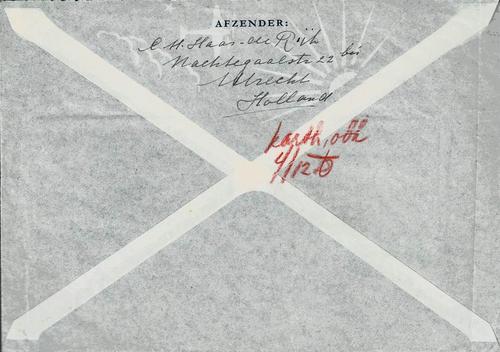 AFZENDER:
C. H. Haas-de Rijk
Nachtegaalstr 22 bis
Utrecht
Holland
4/12